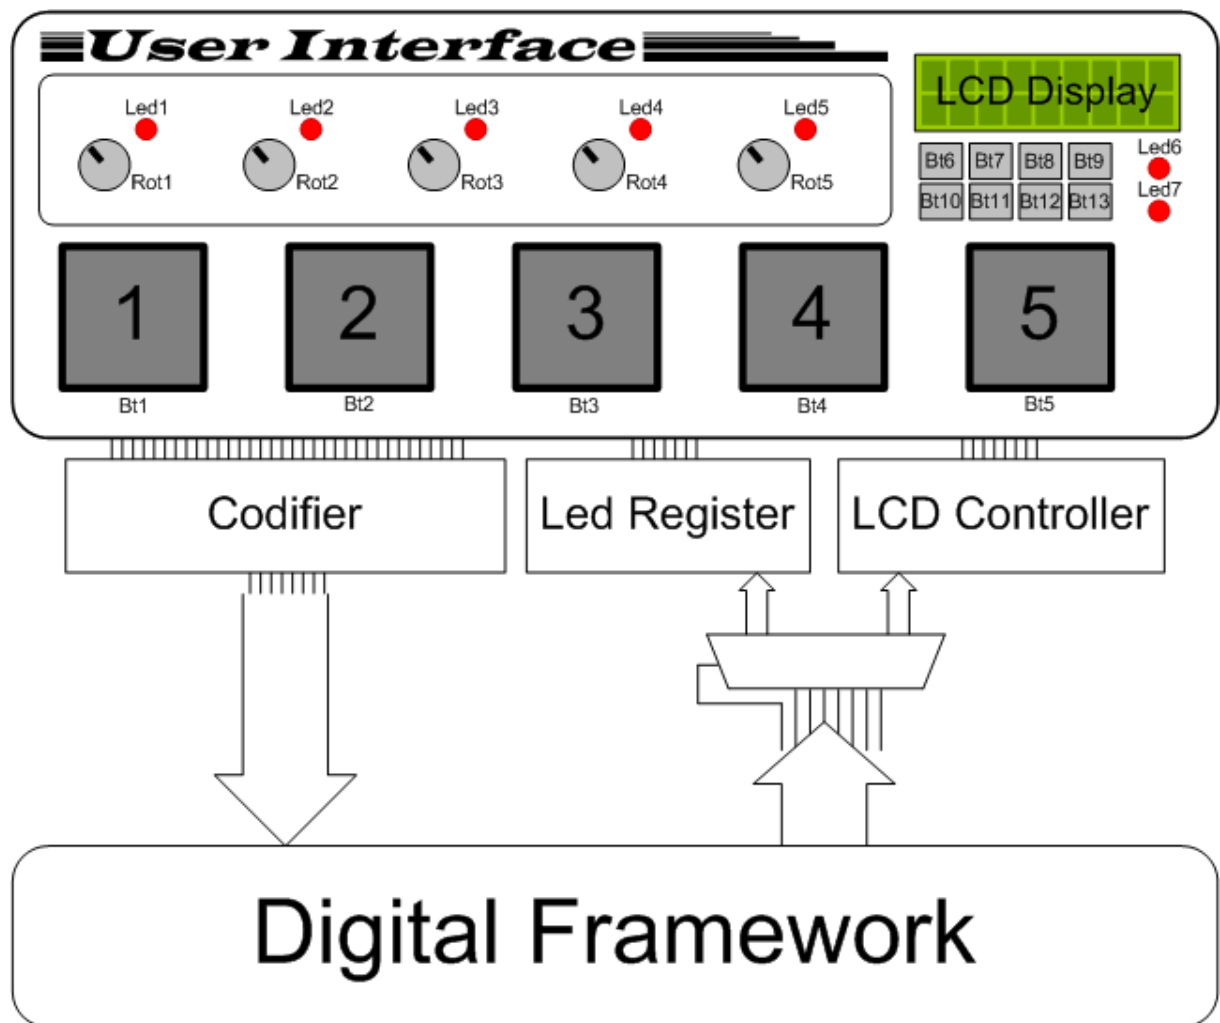 User Interface
LCD Display
Led1 Led2 Led3 Led4 Led5
Rot1 Rot2 Rot3 Rot4 Rot5
Led6
Bt6 Bt7 Bt8 Bt9
Led7
Bt10 Bt11 Bt12 Bt13
1 2 3 4 5
Bt1 Bt2 Bt3 Bt4 Bt5
Codifier Led Register LCD Controller
Digital Framework